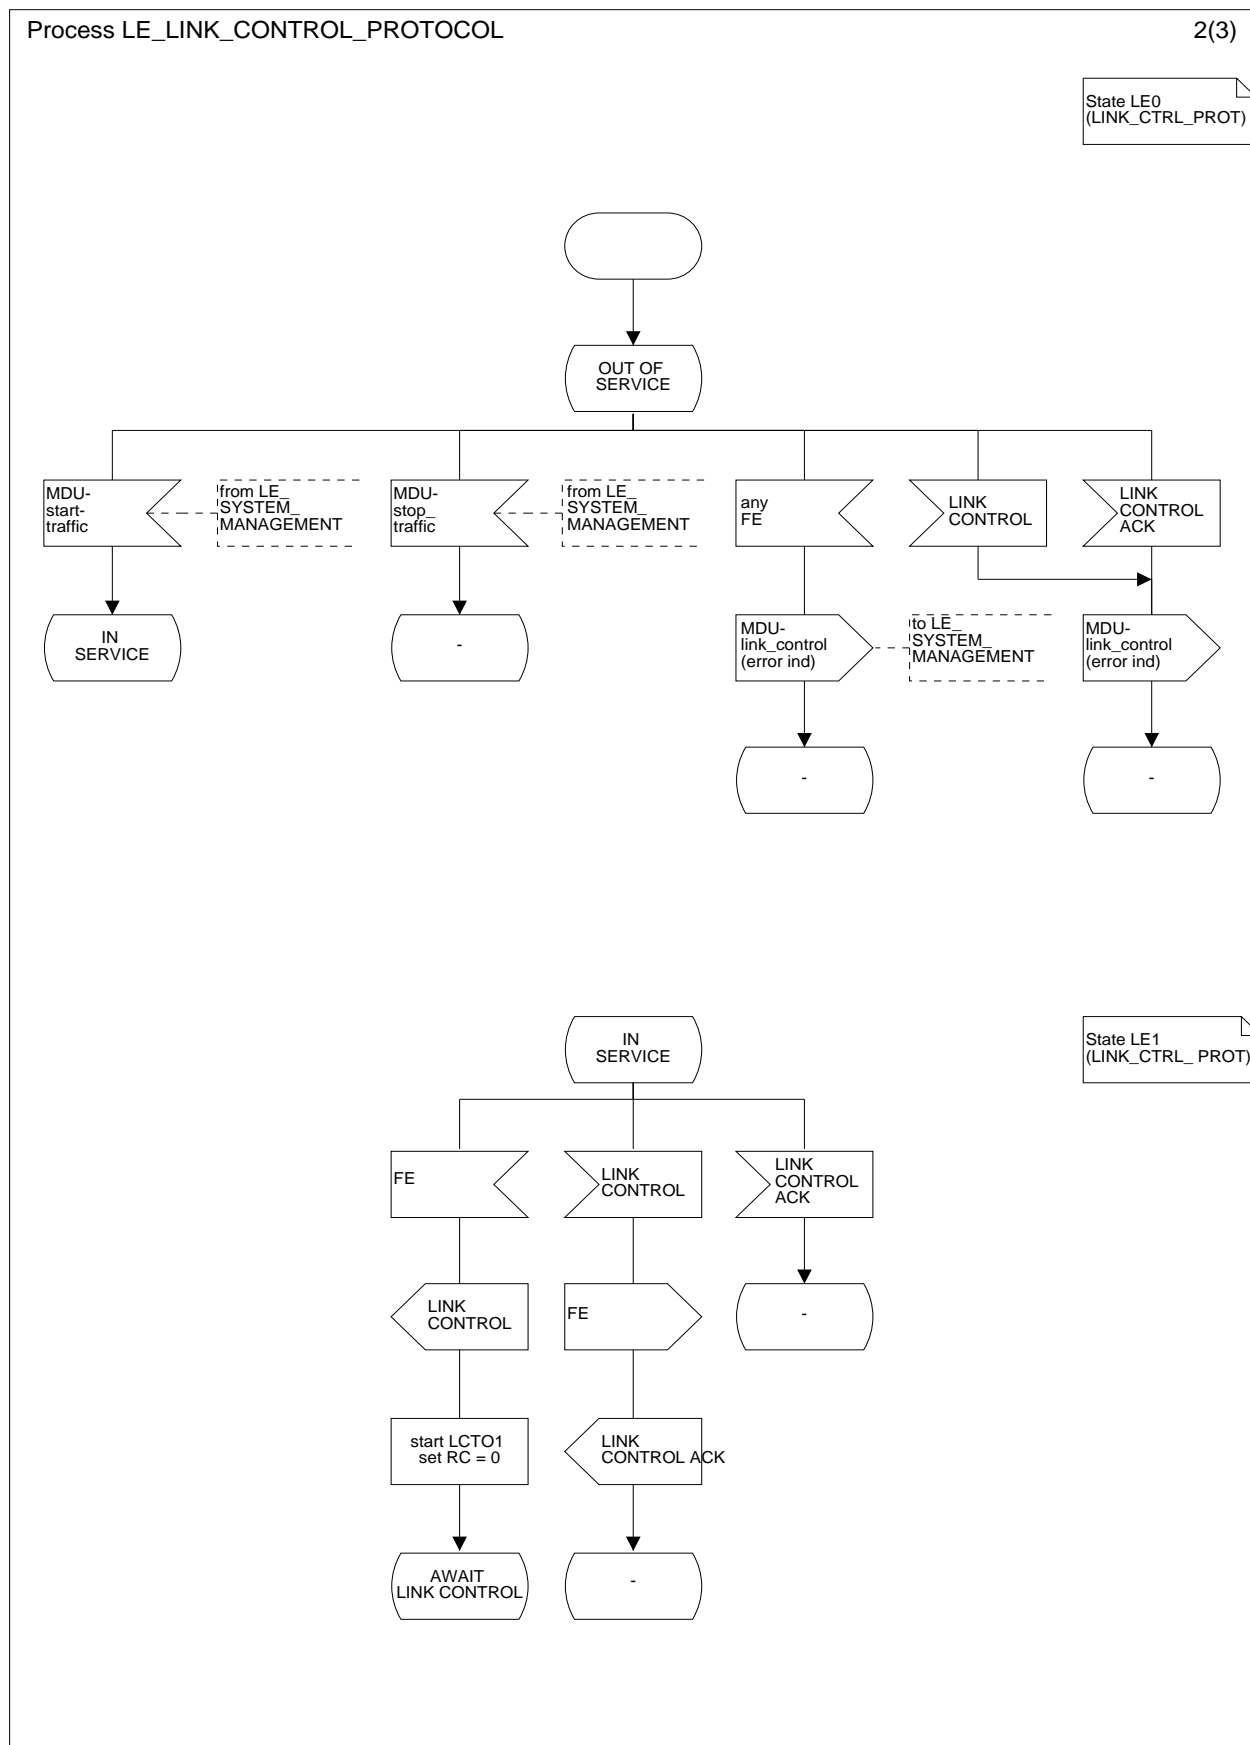 Process LE_LINK_CONTROL_PROTOCOL
2(3)
State LE0
(LINK_CTRL_PROT)
OUT OF
SERVICE
MDU-
start-
traffic
from LE_
SYSTEM_
MANAGEMENT
MDU-
stop_
traffic
from LE_
SYSTEM_
MANAGEMENT
any
FE
LINK
CONTROL
LINK
CONTROL
ACK
IN
SERVICE
-
MDU-
link_control
(error ind)
to LE_
SYSTEM_
MANAGEMENT
MDU-
link_control
(error ind)
-
-
IN
SERVICE
State LE1
(LINK_CTRL_ PROT)
FE
LINK
CONTROL
LINK
CONTROL
ACK
LINK
CONTROL
FE
-
start LCTO1
set RC = 0
LINK
CONTROL ACK
AWAIT
LINK CONTROL
-